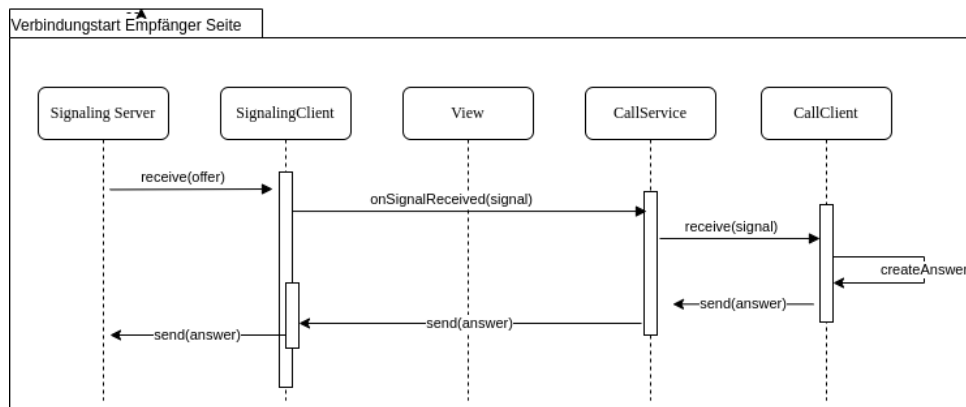 Verbindungstart Empfänger Seite
Signaling Server
SignalingClient
View
CallService
CallClient
receive(offer)
onSignalReceived(signal)
receive(signal)
createAnswer
send(answer)
send(answer)
send(answer)